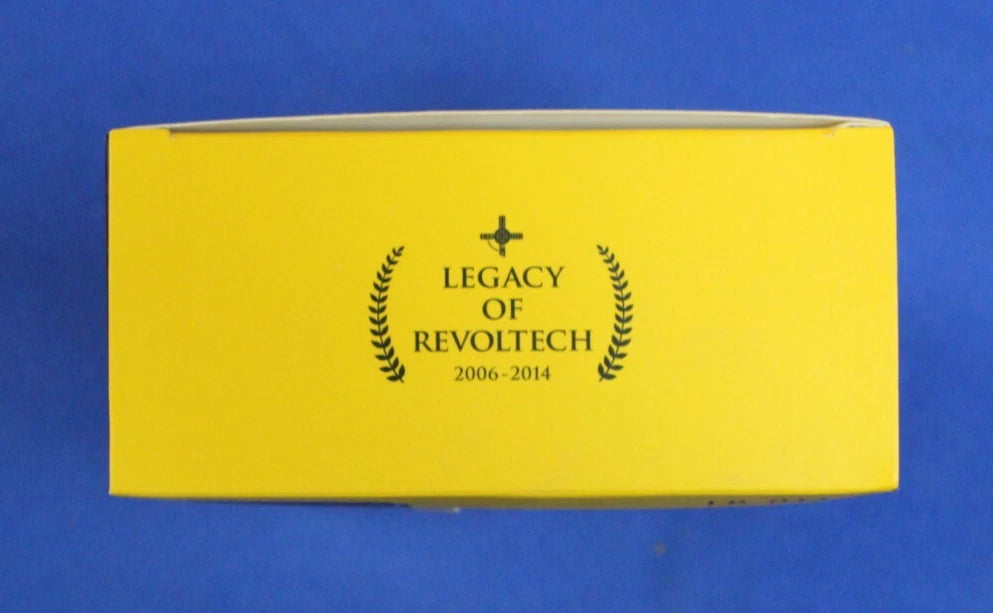 LEGACY
OF
REVOLTECH
2006-2014